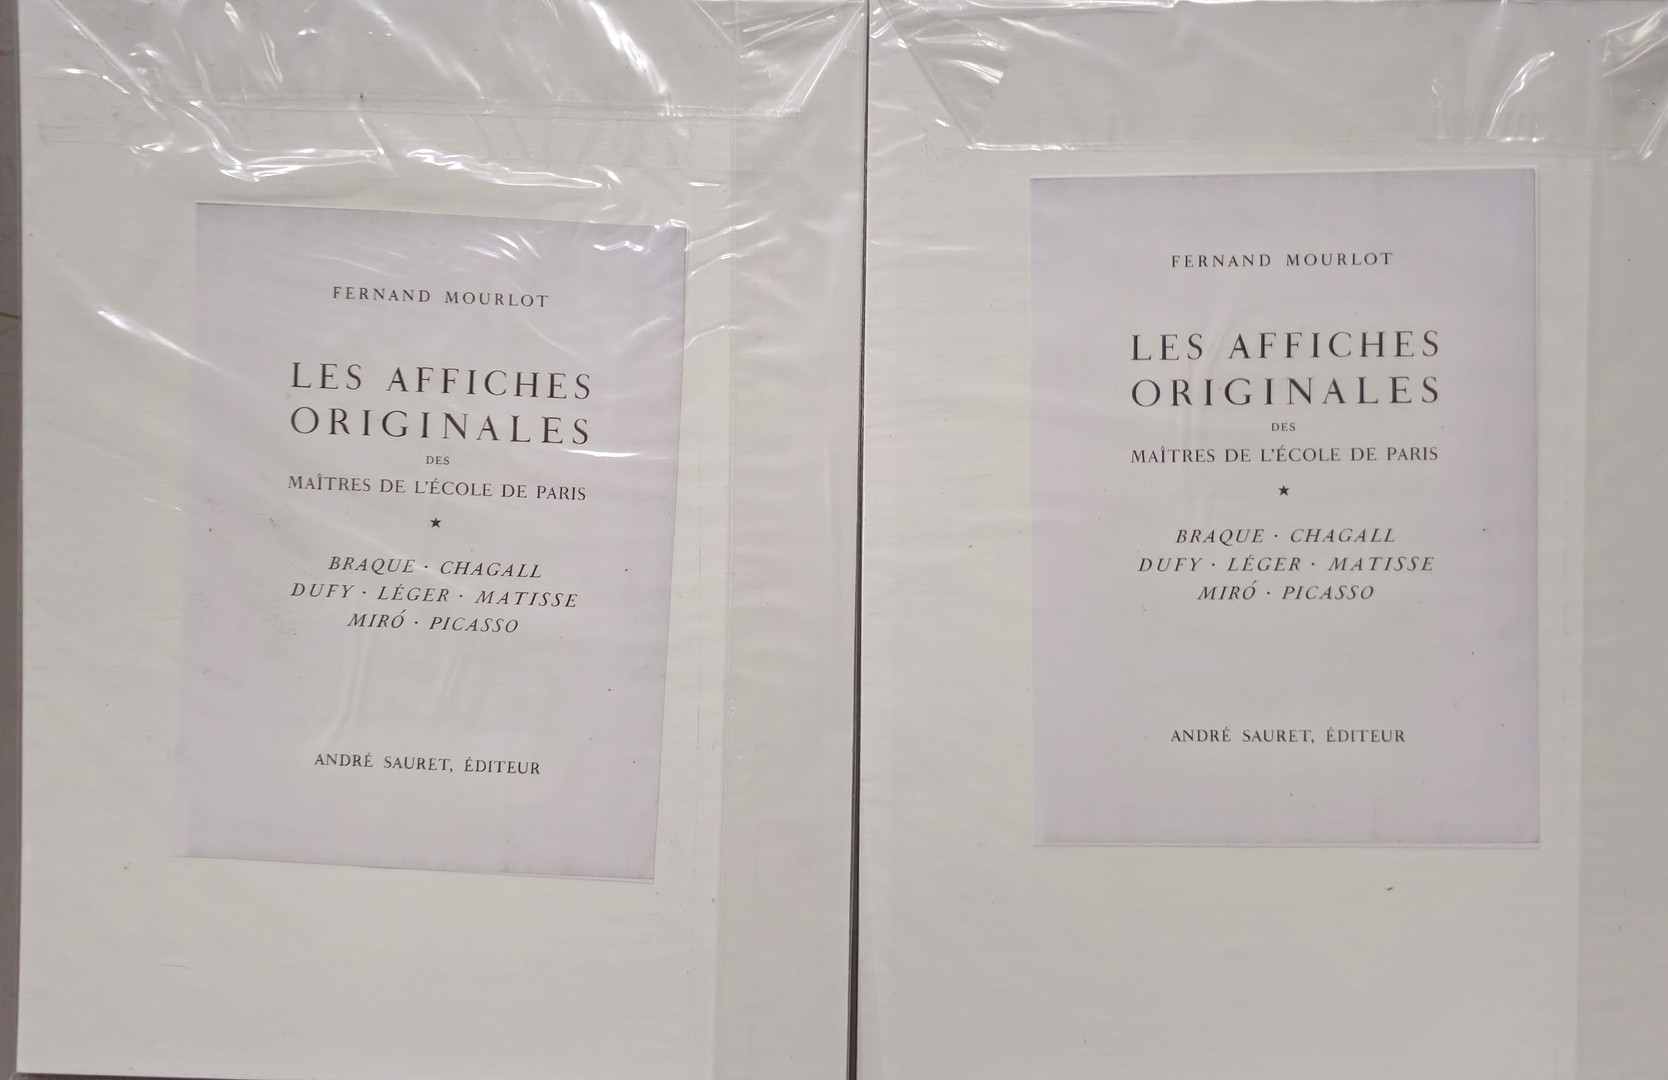 FERNAND MOURLOT
LES AFFICHES
ORIGINALES
DES
MAÎTRES DE L'ÉCOLE DE PARIS
★
BRAQUE · CHAGALL
DUFY · LÉGER · MATISSE
MIRÓ · PICASSO
ANDRÉ SAURET, ÉDITEUR
FERNAND MOURLOT
LES AFFICHES
ORIGINALES
DES
MAÎTRES DE L'ÉCOLE DE PARIS
★
BRAQUE · CHAGALL
DUFY · LÉGER · MATISSE
MIRÓ · PICASSO
ANDRÉ SAURET, ÉDITEUR